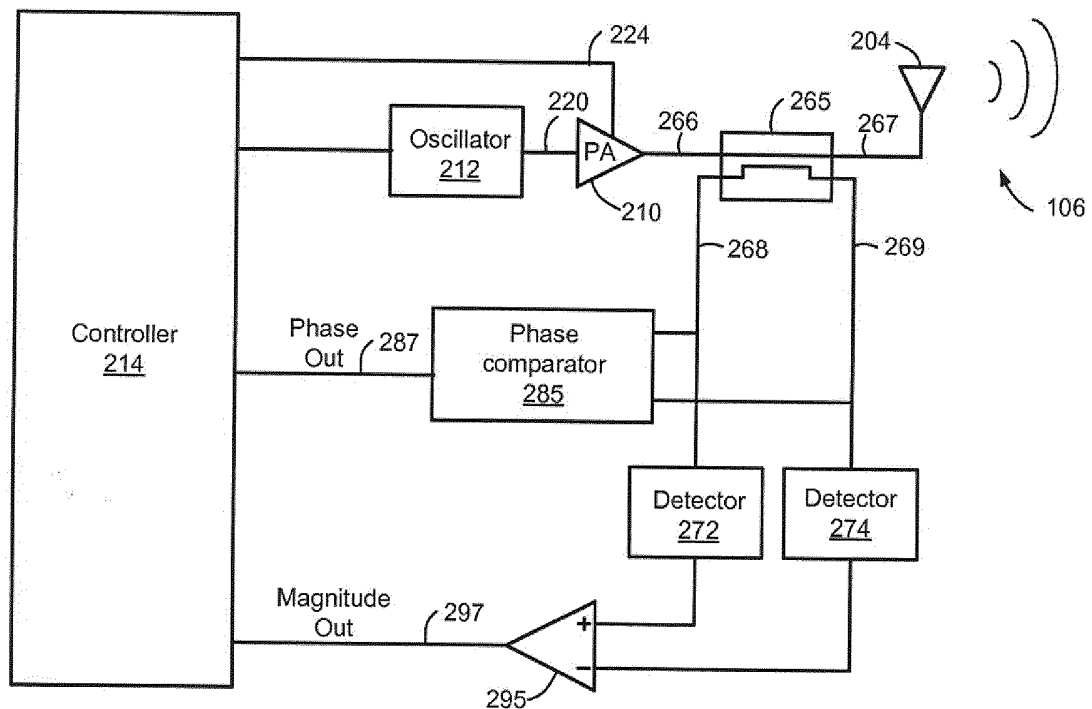 224
204
220
266
265
267
Oscillator
212
PA
210
106
268
269
Controller
214
Phase
Out
287
Phase
comparator
285
Detector
272
Detector
274
Magnitude
Out
297
+
−
295